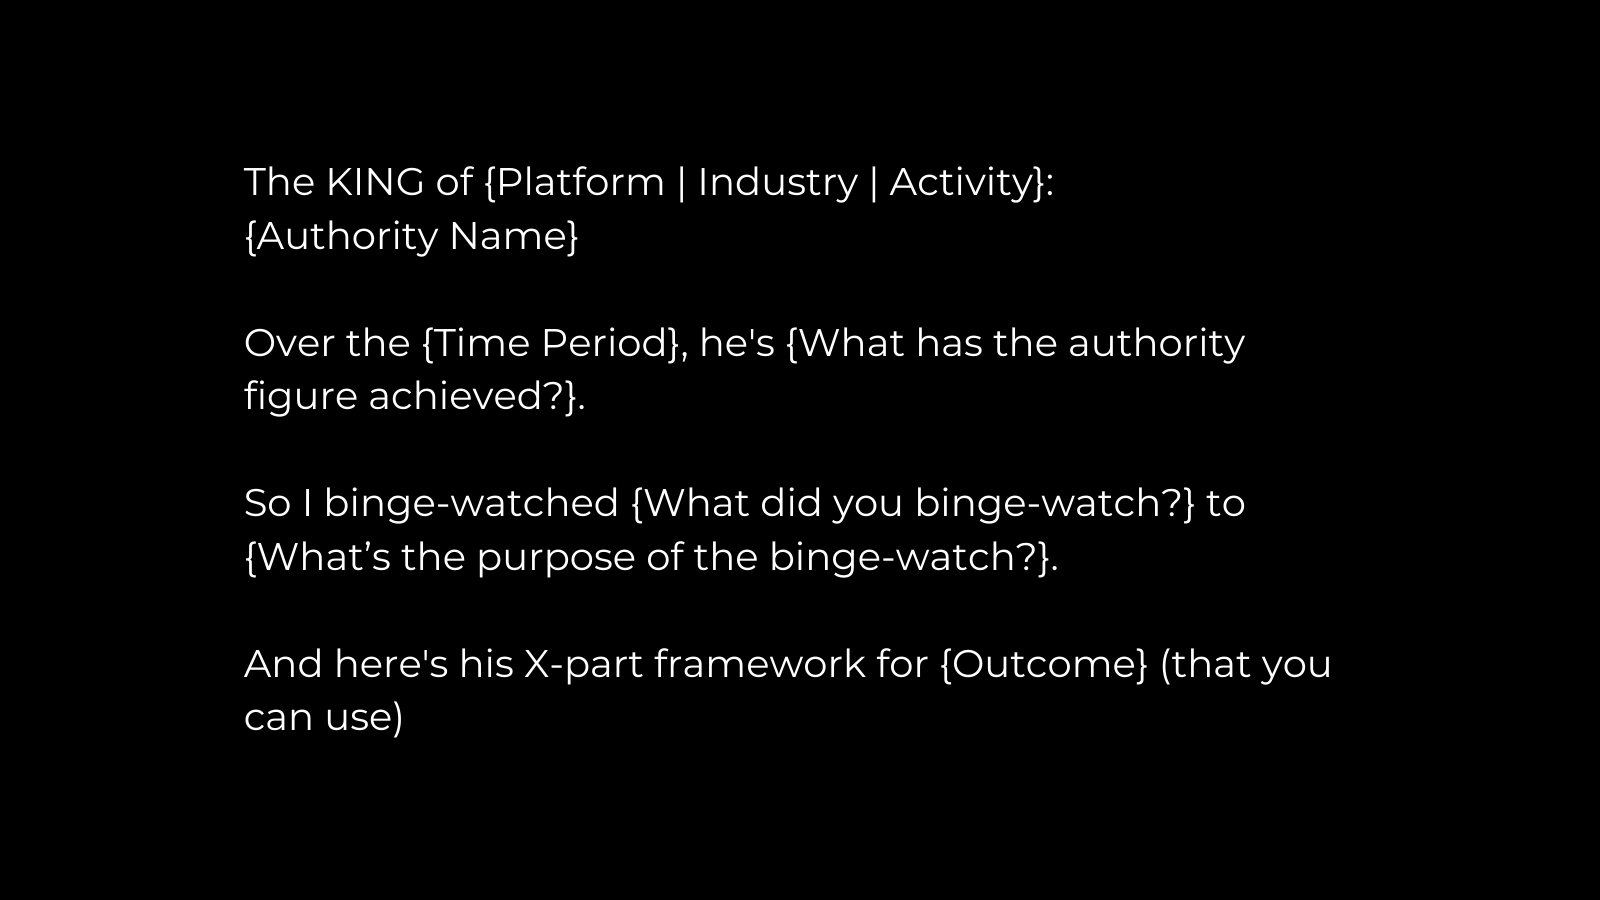 The KING of {Platform | Industry | Activity}:
{Authority Name}
Over the {Time Period}, he's {What has the authority
figure achieved?}.
So I binge-watched {What did you binge-watch?} to
{What’s the purpose of the binge-watch?}.
And here's his X-part framework for {Outcome} (that you
can use)